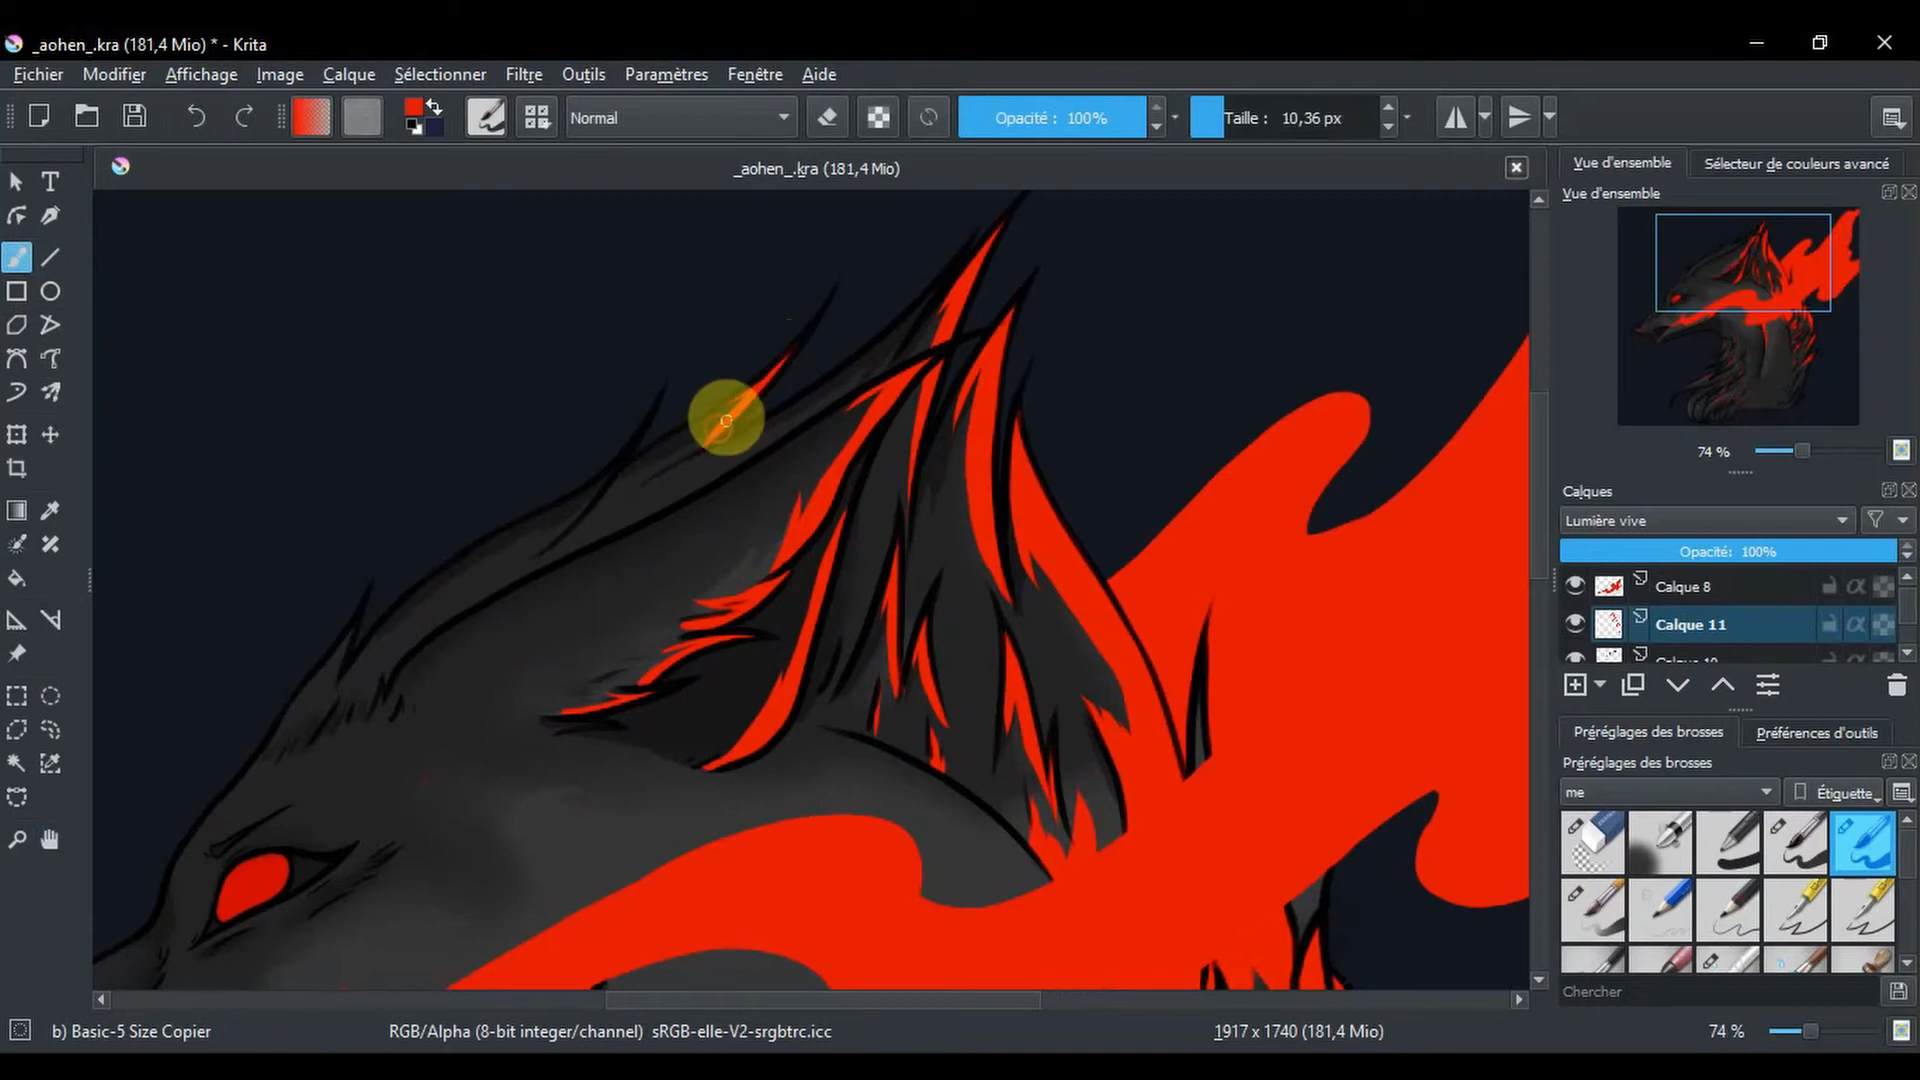 _aohen_.kra (181,4 Mio) * - Krita
Fichier Modifier Affichage Image Calque Sélectionner Filtre Outils Paramètres Fenêtre Aide
Normal Opacité : 100% Taille : 10,36 px
_aohen_.kra (181,4 Mio)
Vue d'ensemble Sélecteur de couleurs avancé
Vue d'ensemble
74 %
Calques
Lumière vive
Opacité: 100%
Calque 8
Calque 11
Calque 10
Préréglages des brosses Préférences d'outils
Préréglages des brosses
me Étiquette
Chercher
b) Basic-5 Size Copier RGB/Alpha (8-bit integer/channel) sRGB-elle-V2-srgbtrc.icc 1917 x 1740 (181,4 Mio) 74 %